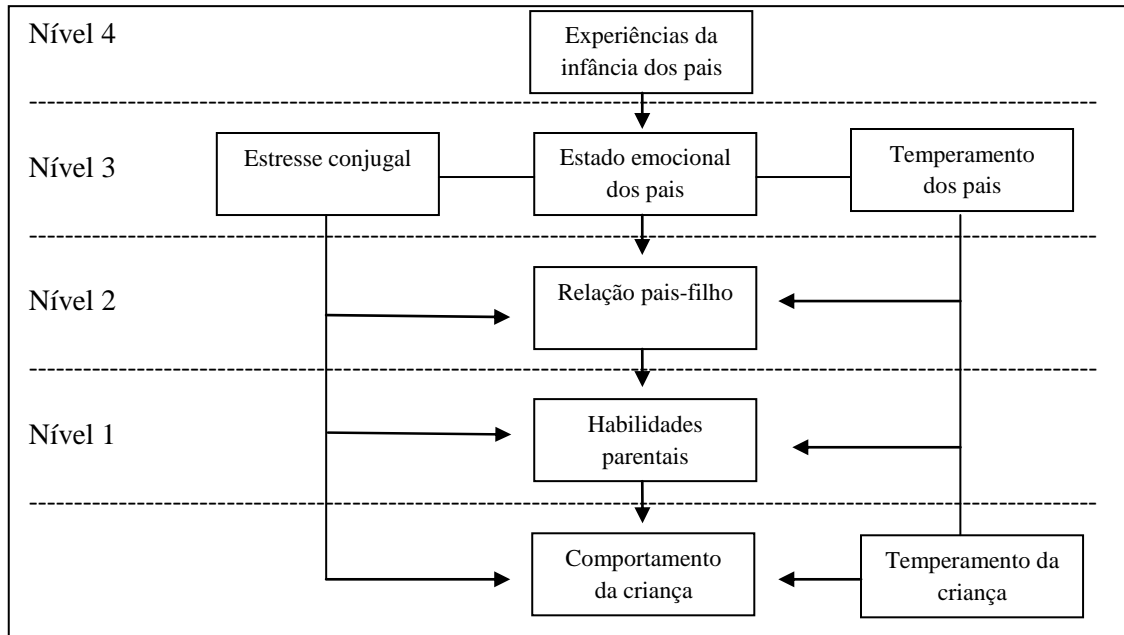 Nível 4
Experiências da
infância dos pais
Nível 3
Estresse conjugal
Estado emocional
dos pais
Temperamento
dos pais
Nível 2
Relação pais-filho
Nível 1
Habilidades
parentais
Comportamento
da criança
Temperamento da
criança